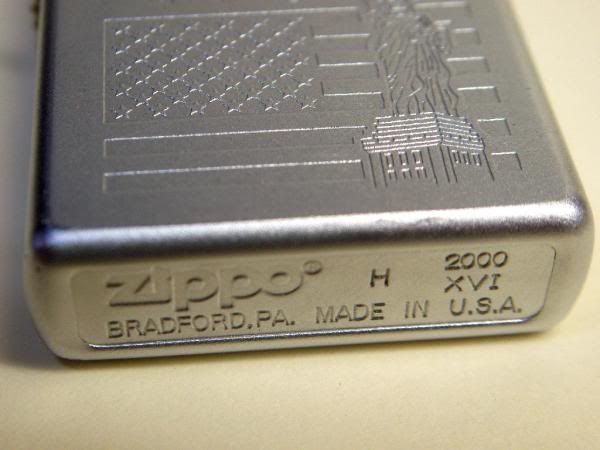 Zippo® H 2000
XVI
BRADFORD, PA. MADE IN U.S.A.